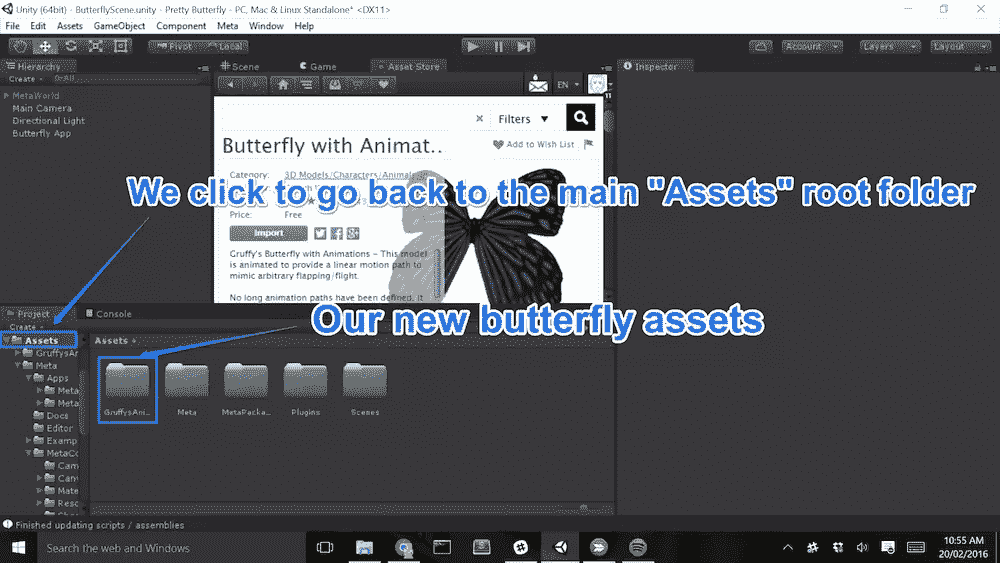 Unity (64bit) - ButterflyScene.unity - Pretty Butterfly - PC, Mac & Linux Standalone* <DX11>
File Edit Assets GameObject Component Meta Window Help
Pivot Local Account Layers Layout
Hierarchy
Create
All
MetaWorld
Main Camera
Directional Light
Butterfly App
Scene Game Asset Store
EN
Filters
Butterfly with Animat..
Add to Wish List
Category: 3D Models/Characters/Animals
Price: Free
Import
Gruffy's Butterfly with Animations - This model
is animated to provide a linear motion path to
mimic arbitrary flapping/flight.
No long animation paths have been defined, it
Inspector
We click to go back to the main "Assets" root folder
Our new butterfly assets
Project Console
Create
Assets
GruffysAn
Meta
Apps
Meta
Meta
Docs
Editor
Examp
MetaCo
Cam
Can
Mate
Reso
Assets
GruffysAni...
Meta
MetaPacka...
Plugins
Scenes
Finished updating scripts / assemblies
Search the web and Windows
10:55 AM
20/02/2016